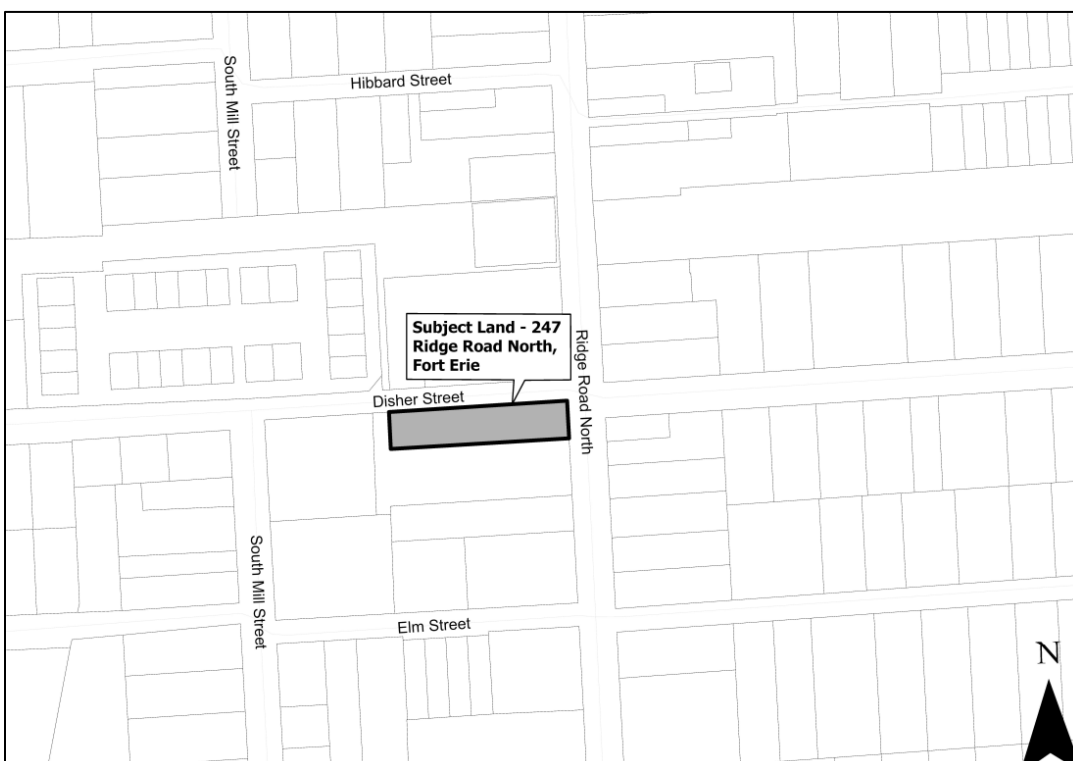 Hibbard Street
South Mill Street
Subject Land - 247
Ridge Road North,
Fort Erie
Ridge Road North
Disher Street
South Mill Street
Elm Street
N